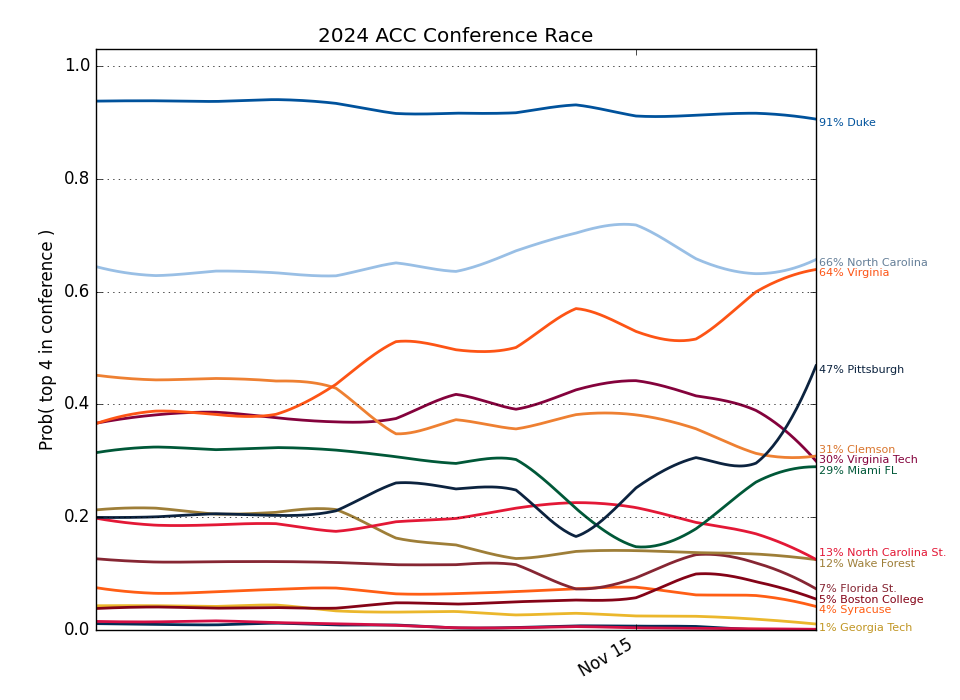 2024 ACC Conference Race
Prob( top 4 in conference )
1.0
0.8
0.6
0.4
0.2
0.0
Nov 15
91% Duke
66% North Carolina
64% Virginia
47% Pittsburgh
31% Clemson
30% Virginia Tech
29% Miami FL
13% North Carolina St.
12% Wake Forest
7% Florida St.
5% Boston College
4% Syracuse
1% Georgia Tech